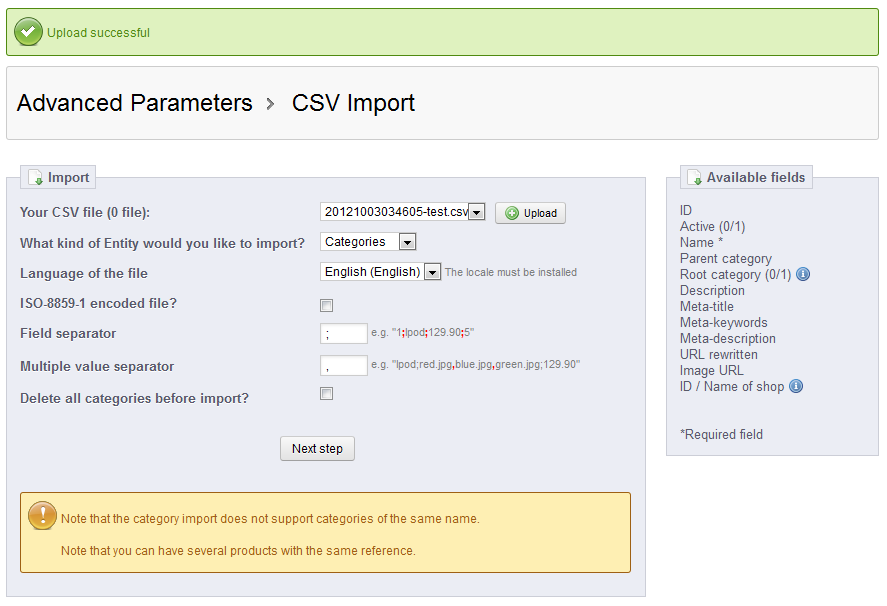 Upload successful
Advanced Parameters > CSV Import
Import
Your CSV file (0 file): 20121003034605-test.csv Upload
What kind of Entity would you like to import? Categories
Language of the file English (English) The locale must be installed
ISO-8859-1 encoded file?
Field separator ; e.g. "1;Ipod;129.90;5"
Multiple value separator , e.g. "Ipod;red.jpg,blue.jpg,green.jpg;129.90"
Delete all categories before import?
Next step
Note that the category import does not support categories of the same name.
Note that you can have several products with the same reference.
Available fields
ID
Active (0/1)
Name *
Parent category
Root category (0/1)
Description
Meta-title
Meta-keywords
Meta-description
URL rewritten
Image URL
ID / Name of shop
*Required field